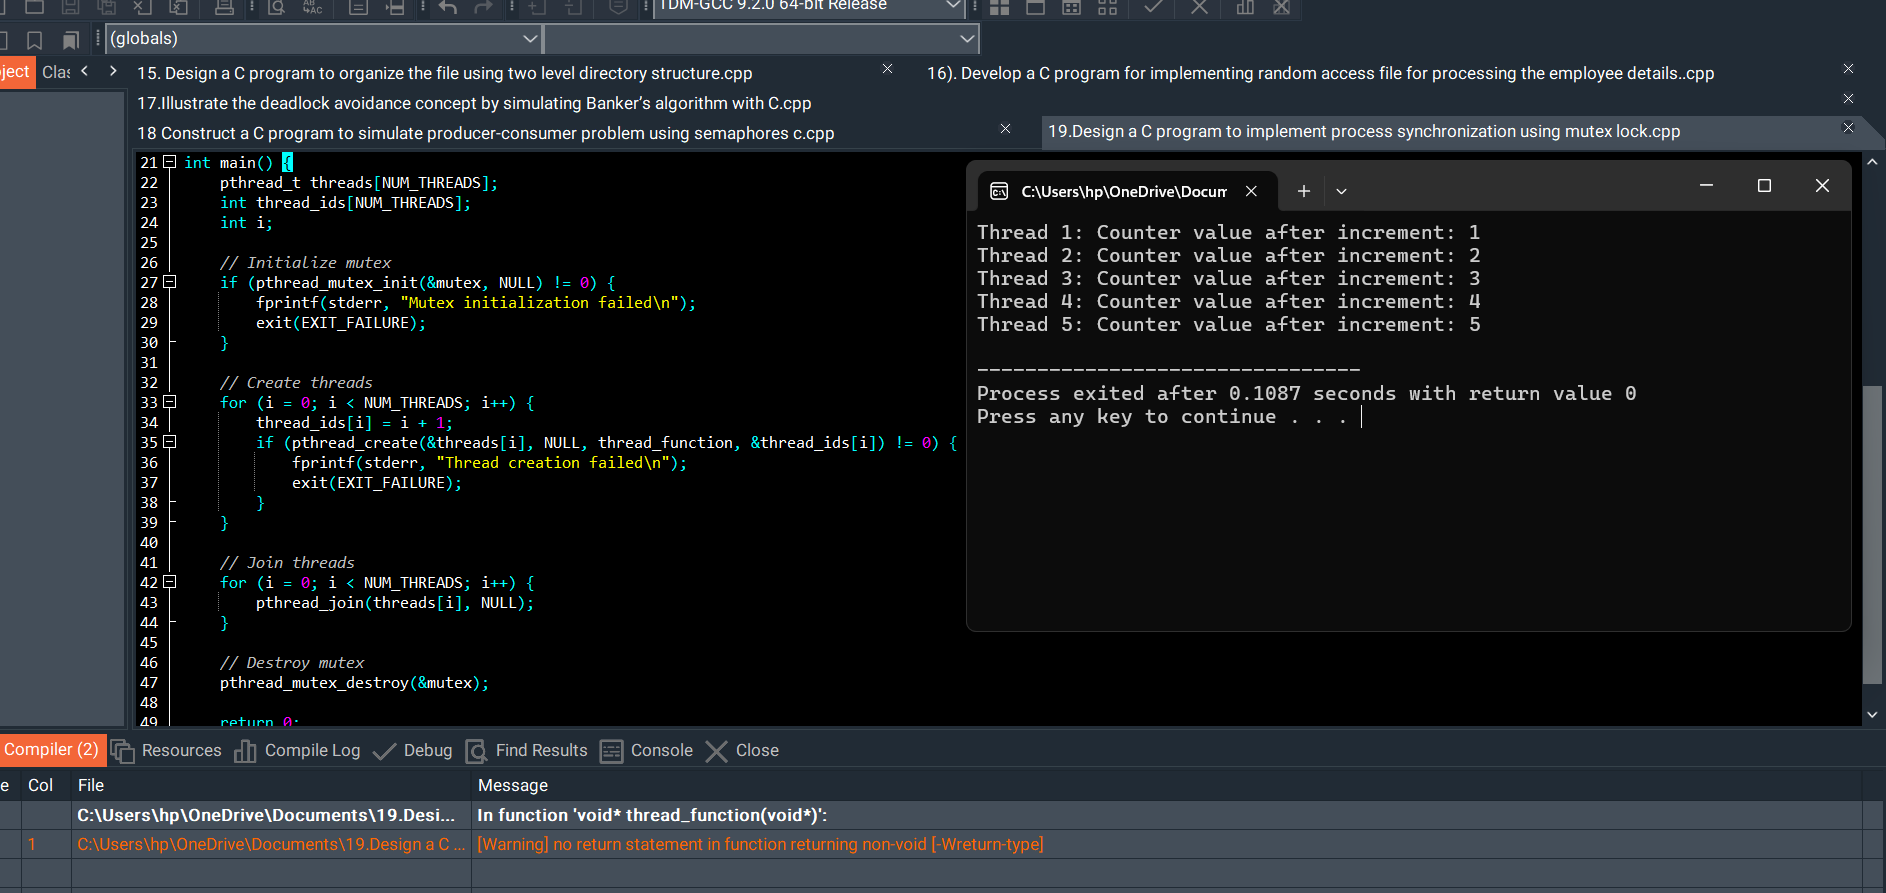 TDM-GCC 9.2.0 64-bit Release
(globals)
Clas
15. Design a C program to organize the file using two level directory structure.cpp
16). Develop a C program for implementing random access file for processing the employee details..cpp
17.Illustrate the deadlock avoidance concept by simulating Banker’s algorithm with C.cpp
18 Construct a C program to simulate producer-consumer problem using semaphores c.cpp
19.Design a C program to implement process synchronization using mutex lock.cpp
21 int main() {
22 pthread_t threads[NUM_THREADS];
23 int thread_ids[NUM_THREADS];
24 int i;
25
26 // Initialize mutex
27 if (pthread_mutex_init(&mutex, NULL) != 0) {
28 fprintf(stderr, "Mutex initialization failed\n");
29 exit(EXIT_FAILURE);
30 }
31
32 // Create threads
33 for (i = 0; i < NUM_THREADS; i++) {
34 thread_ids[i] = i + 1;
35 if (pthread_create(&threads[i], NULL, thread_function, &thread_ids[i]) != 0) {
36 fprintf(stderr, "Thread creation failed\n");
37 exit(EXIT_FAILURE);
38 }
39 }
40
41 // Join threads
42 for (i = 0; i < NUM_THREADS; i++) {
43 pthread_join(threads[i], NULL);
44 }
45
46 // Destroy mutex
47 pthread_mutex_destroy(&mutex);
48
49 return 0;
C:\Users\hp\OneDrive\Docum
Thread 1: Counter value after increment: 1
Thread 2: Counter value after increment: 2
Thread 3: Counter value after increment: 3
Thread 4: Counter value after increment: 4
Thread 5: Counter value after increment: 5
--------------------------------
Process exited after 0.1087 seconds with return value 0
Press any key to continue . . .
Compiler (2) Resources Compile Log Debug Find Results Console Close
e Col File Message
C:\Users\hp\OneDrive\Documents\19.Desi... In function 'void* thread_function(void*)':
1 C:\Users\hp\OneDrive\Documents\19.Design a C ... [Warning] no return statement in function returning non-void [-Wreturn-type]